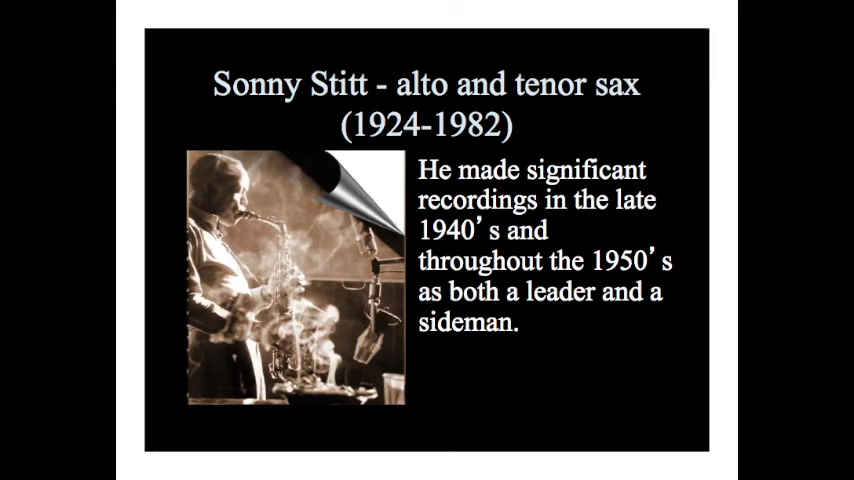 Sonny Stitt - alto and tenor sax
(1924-1982)
He made significant
recordings in the late
1940’s and
throughout the 1950’s
as both a leader and a
sideman.